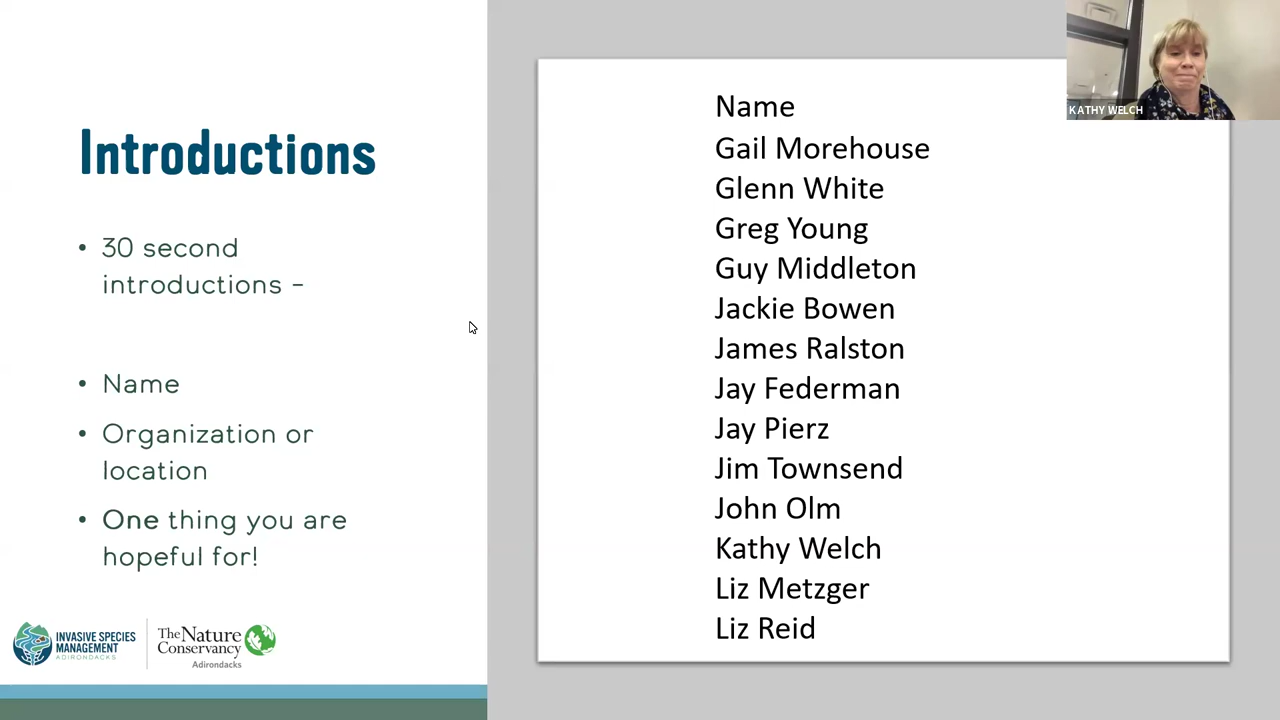 Introductions
• 30 second
introductions –
• Name
• Organization or
location
• One thing you are
hopeful for!
INVASIVE SPECIES
MANAGEMENT
ADIRONDACKS
The Nature
Conservancy
Adirondacks
Name
Gail Morehouse
Glenn White
Greg Young
Guy Middleton
Jackie Bowen
James Ralston
Jay Federman
Jay Pierz
Jim Townsend
John Olm
Kathy Welch
Liz Metzger
Liz Reid
KATHY WELCH